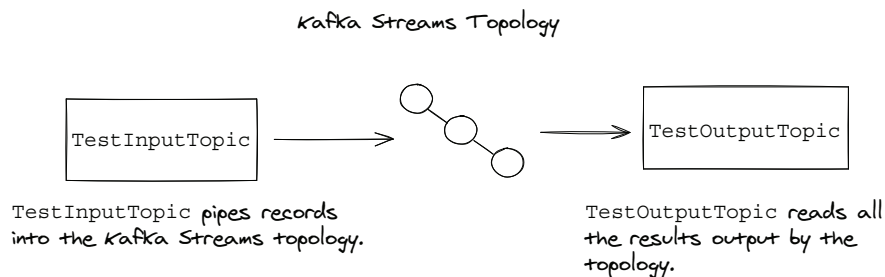 Kafka Streams Topology
TestInputTopic
TestOutputTopic
TestInputTopic pipes records
into the Kafka Streams topology.
TestOutputTopic reads all
the results output by the
topology.